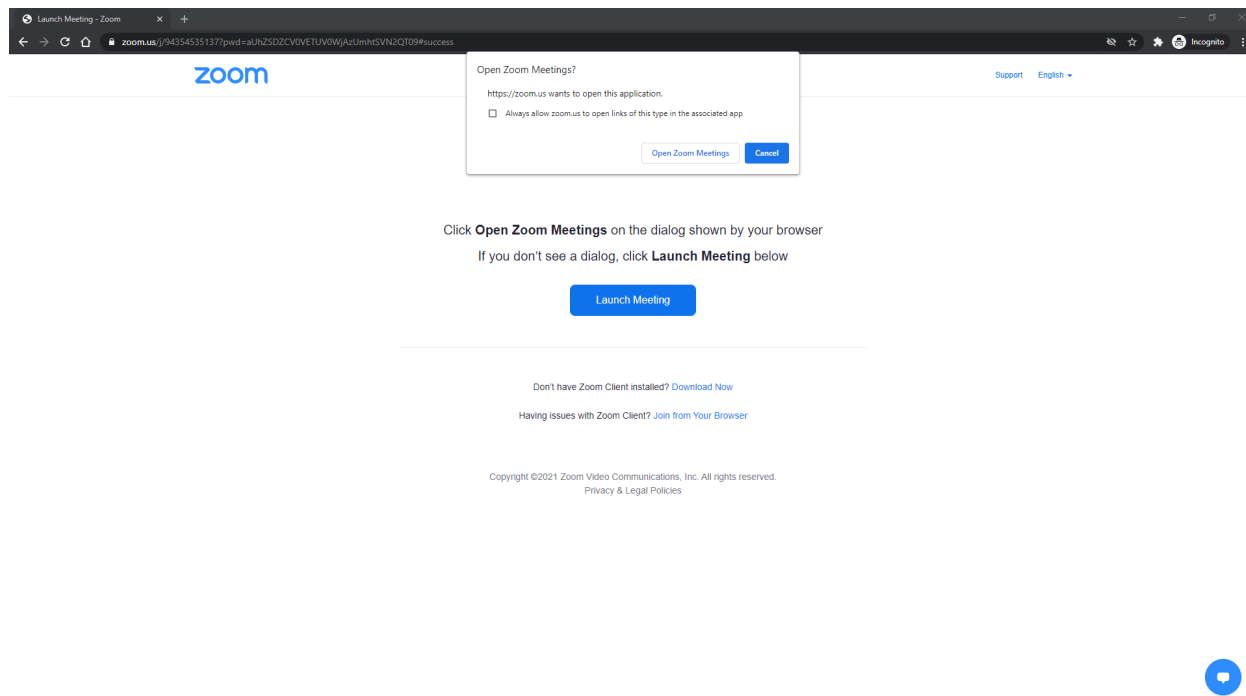 Launch Meeting - Zoom
zoom.us/j/94354535137?pwd=aUhZSDZCV0VETUV0WjAzUmhtSVN2QT09#success
Incognito
zoom
Support English
Open Zoom Meetings?
https://zoom.us wants to open this application.
Always allow zoom.us to open links of this type in the associated app
Open Zoom Meetings Cancel
Click Open Zoom Meetings on the dialog shown by your browser
If you don't see a dialog, click Launch Meeting below
Launch Meeting
Don't have Zoom Client installed? Download Now
Having issues with Zoom Client? Join from Your Browser
Copyright ©2021 Zoom Video Communications, Inc. All rights reserved.
Privacy & Legal Policies